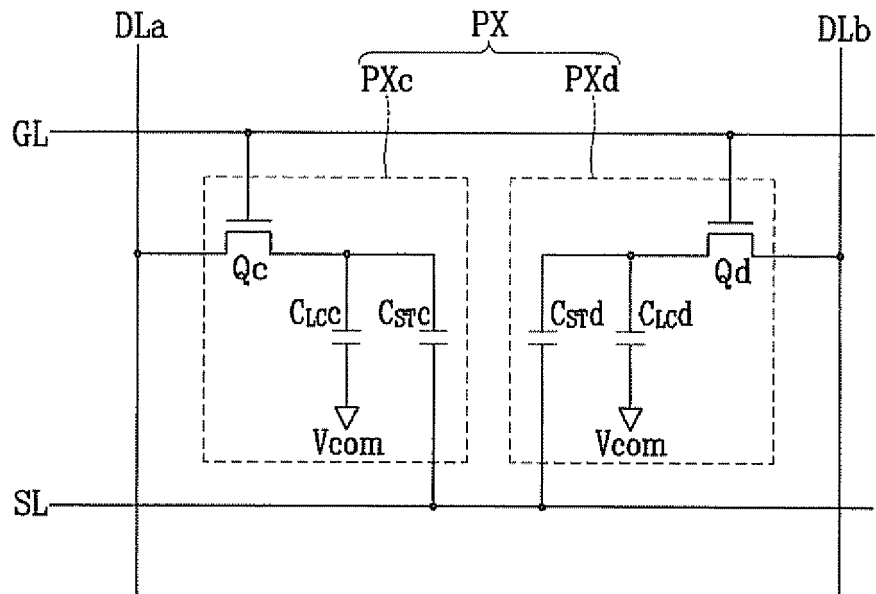 DLa PX DLb
PXc PXd
GL
Qc Qd
CLCc CSTc CSTd CLCd
Vcom Vcom
SL